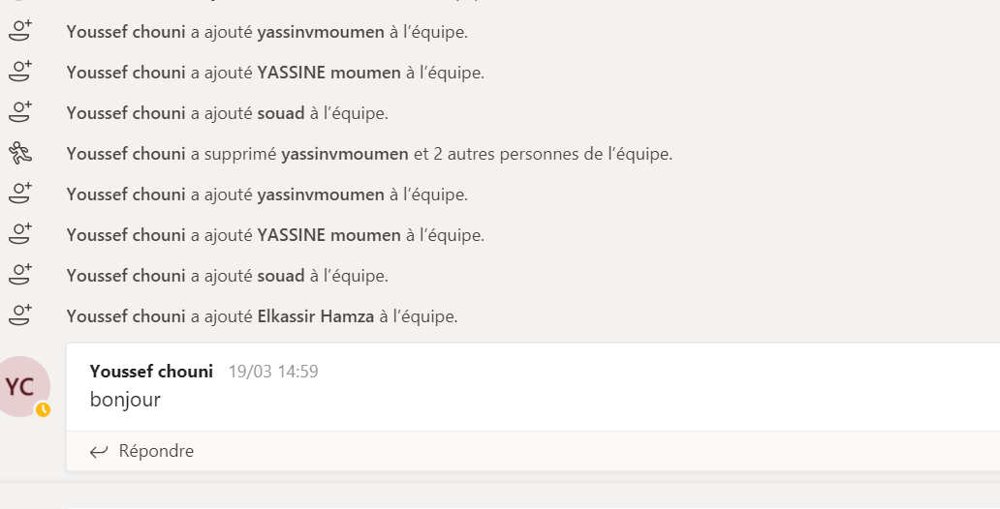 Youssef chouni a ajouté yassinvmoumen à l'équipe.
Youssef chouni a ajouté YASSINE moumen à l'équipe.
Youssef chouni a ajouté souad à l'équipe.
Youssef chouni a supprimé yassinvmoumen et 2 autres personnes de l'équipe.
Youssef chouni a ajouté yassinvmoumen à l'équipe.
Youssef chouni a ajouté YASSINE moumen à l'équipe.
Youssef chouni a ajouté souad à l'équipe.
Youssef chouni a ajouté Elkassir Hamza à l'équipe.
YC
Youssef chouni 19/03 14:59
bonjour
Répondre